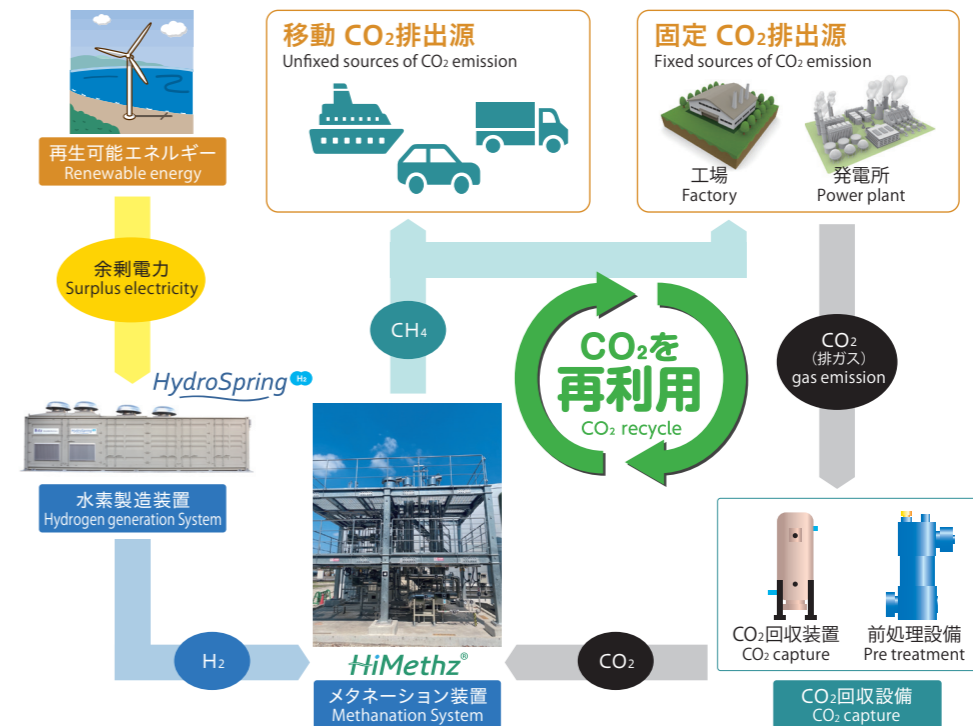 再生可能エネルギー
Renewable energy
移動 CO₂排出源
Unfixed sources of CO₂ emission
固定 CO₂排出源
Fixed sources of CO₂ emission
工場
Factory
発電所
Power plant
余剰電力
Surplus electricity
CH₄
CO₂を
再利用
CO₂ recycle
CO₂
（排ガス）
gas emission
HydroSpring H₂
水素製造装置
Hydrogen generation System
H₂
HiMethz®
メタネーション装置
Methanation System
CO₂
CO₂回収装置
CO₂ capture
前処理設備
Pre treatment
CO₂回収設備
CO₂ capture